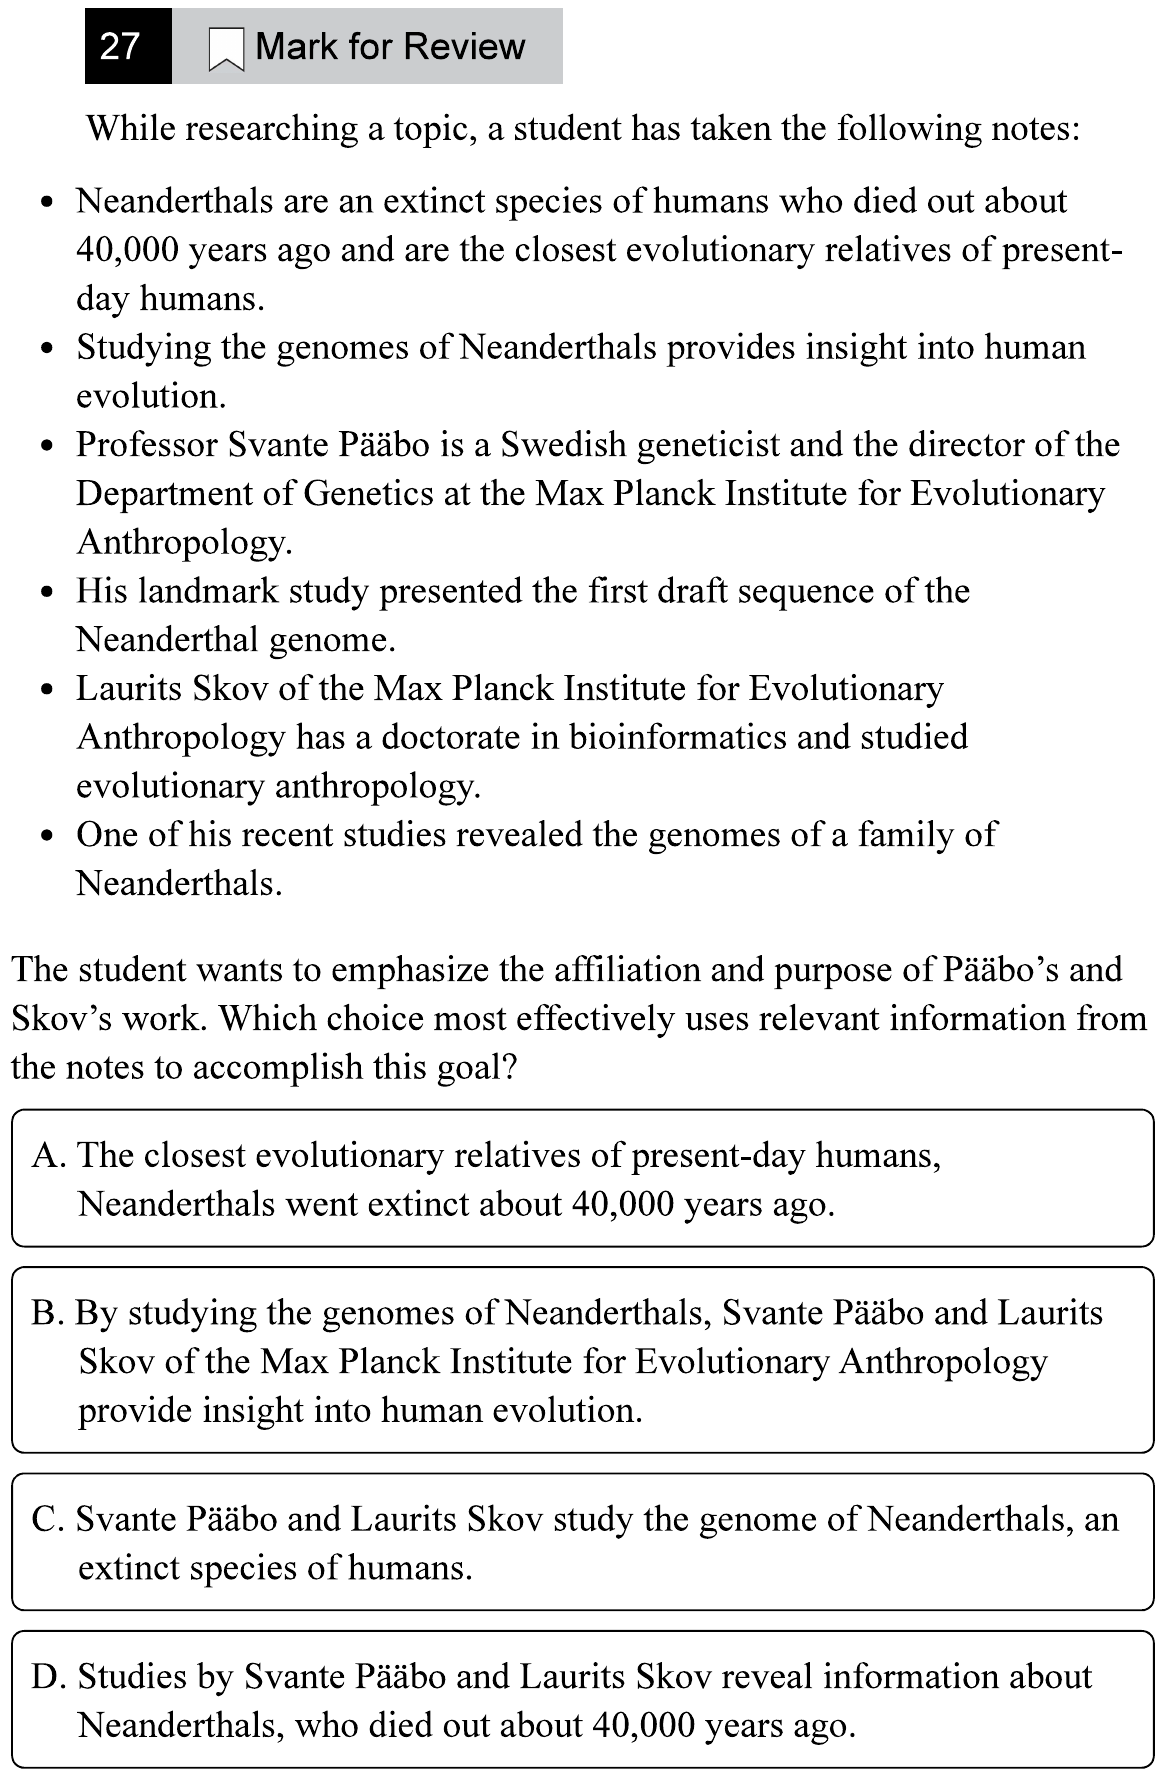 27 Mark for Review
While researching a topic, a student has taken the following notes:
• Neanderthals are an extinct species of humans who died out about
40,000 years ago and are the closest evolutionary relatives of present-
day humans.
• Studying the genomes of Neanderthals provides insight into human
evolution.
• Professor Svante Pääbo is a Swedish geneticist and the director of the
Department of Genetics at the Max Planck Institute for Evolutionary
Anthropology.
• His landmark study presented the first draft sequence of the
Neanderthal genome.
• Laurits Skov of the Max Planck Institute for Evolutionary
Anthropology has a doctorate in bioinformatics and studied
evolutionary anthropology.
• One of his recent studies revealed the genomes of a family of
Neanderthals.
The student wants to emphasize the affiliation and purpose of Pääbo’s and
Skov’s work. Which choice most effectively uses relevant information from
the notes to accomplish this goal?
A. The closest evolutionary relatives of present-day humans,
Neanderthals went extinct about 40,000 years ago.
B. By studying the genomes of Neanderthals, Svante Pääbo and Laurits
Skov of the Max Planck Institute for Evolutionary Anthropology
provide insight into human evolution.
C. Svante Pääbo and Laurits Skov study the genome of Neanderthals, an
extinct species of humans.
D. Studies by Svante Pääbo and Laurits Skov reveal information about
Neanderthals, who died out about 40,000 years ago.